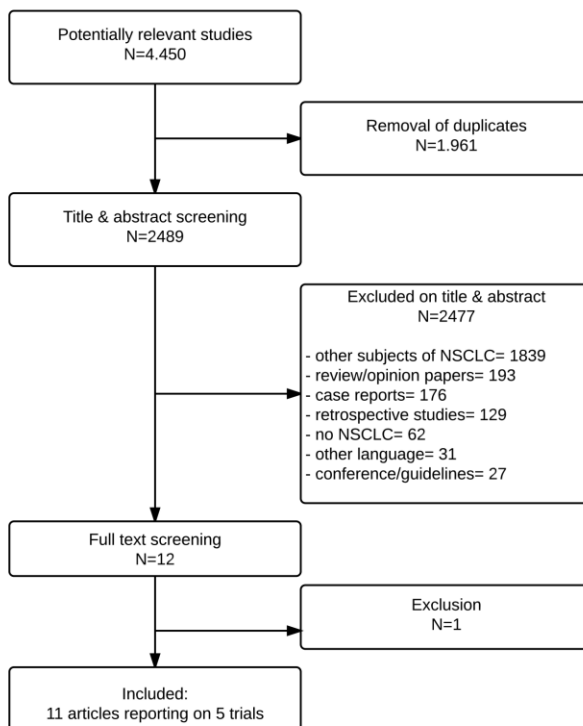 Potentially relevant studies
N=4.450
Removal of duplicates
N=1.961
Title & abstract screening
N=2489
Excluded on title & abstract
N=2477
- other subjects of NSCLC= 1839
- review/opinion papers= 193
- case reports= 176
- retrospective studies= 129
- no NSCLC= 62
- other language= 31
- conference/guidelines= 27
Full text screening
N=12
Exclusion
N=1
Included:
11 articles reporting on 5 trials